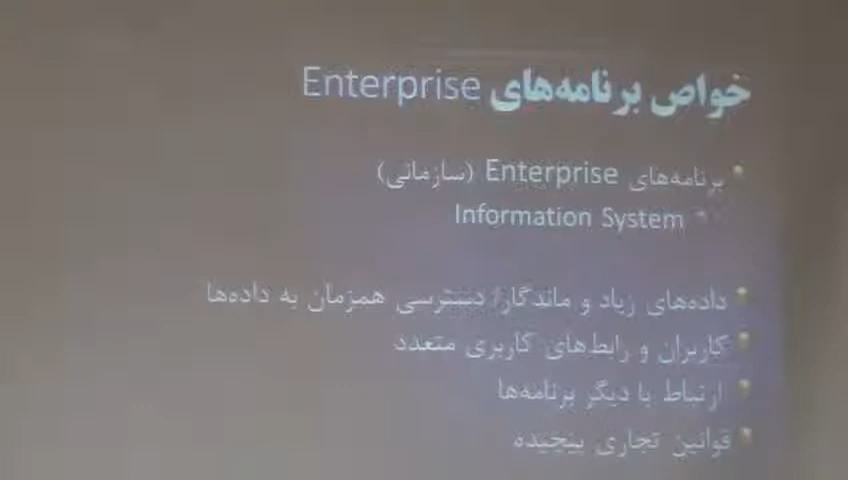 خواص برنامه‌های Enterprise
برنامه‌های Enterprise (سازمانی)
Information System
داده‌های زیاد و ماندگار/ دسترسی همزمان به داده‌ها
کاربران و رابط‌های کاربری متعدد
ارتباط با دیگر برنامه‌ها
قوانین تجاری پیچیده